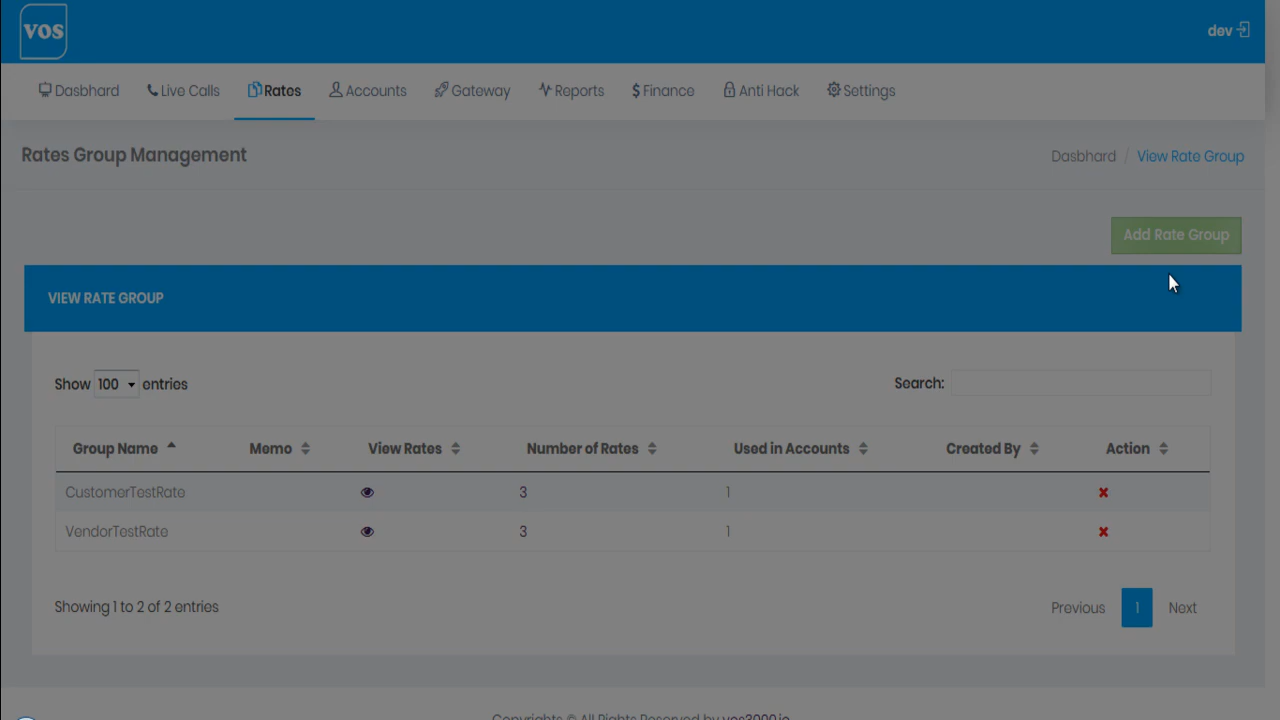 VOS
dev
Dasbhard Live Calls Rates Accounts Gateway Reports $ Finance Anti Hack Settings
Rates Group Management
Dasbhard / View Rate Group
Add Rate Group
VIEW RATE GROUP
Show 100 entries
Search:
Group Name Memo View Rates Number of Rates Used in Accounts Created By Action
CustomerTestRate 3 1
VendorTestRate 3 1
Showing 1 to 2 of 2 entries
Previous 1 Next
Copyrights © All Rights Reserved by vos3000.io